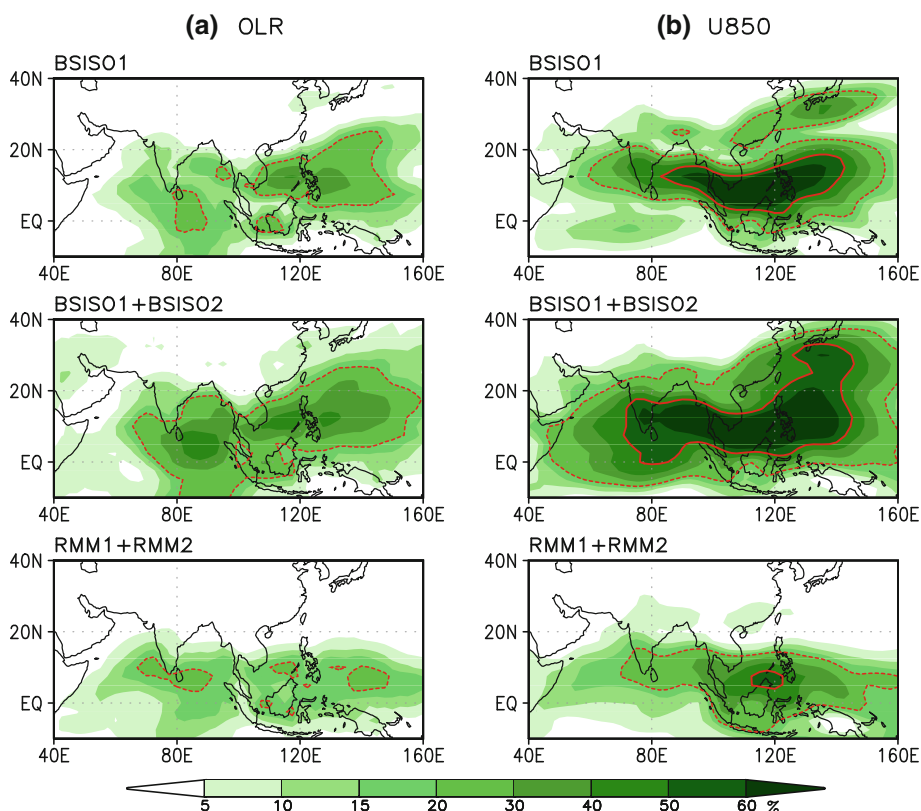 (a) OLR (b) U850
BSISO1 BSISO1
40N 40N
20N 20N
EQ EQ
40E 80E 120E 160E 40E 80E 120E 160E
BSISO1+BSISO2 BSISO1+BSISO2
40N 40N
20N 20N
EQ EQ
40E 80E 120E 160E 40E 80E 120E 160E
RMM1+RMM2 RMM1+RMM2
40N 40N
20N 20N
EQ EQ
40E 80E 120E 160E 40E 80E 120E 160E
5 10 15 20 30 40 50 60 %